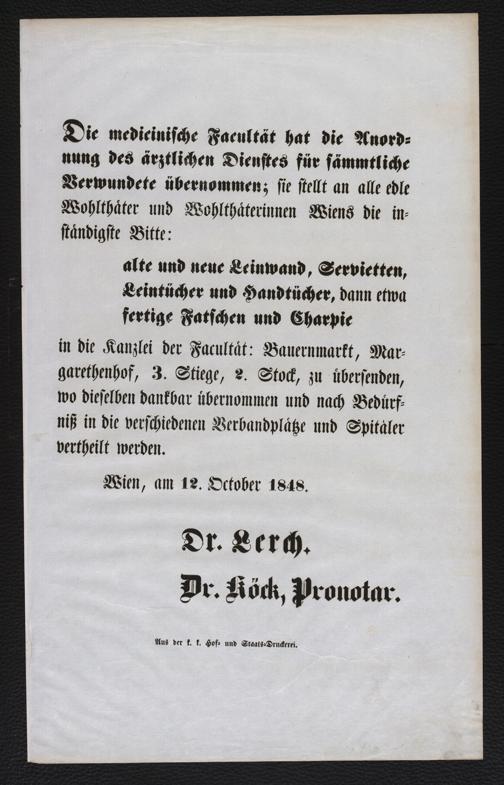 Die medicinische Facultät hat die Anord-
nung des ärztlichen Dienstes für sämmtliche
Verwundete übernommen; sie stellt an alle edle
Wohlthäter und Wohlthäterinnen Wiens die in-
ständigste Bitte:
alte und neue Leinwand, Servietten,
Leintücher und Handtücher, dann etwa
fertige Fatschen und Charpie
in die Kanzlei der Facultät: Bauernmarkt, Mar-
garethenhof, 3. Stiege, 2. Stock, zu übersenden,
wo dieselben dankbar übernommen und nach Bedürf-
niß in die verschiedenen Verbandplätze und Spitäler
vertheilt werden.
Wien, am 12. October 1848.
Dr. Lerch.
Dr. Köck, Pronotar.
Aus der k. k. Hof- und Staats-Druckerei.